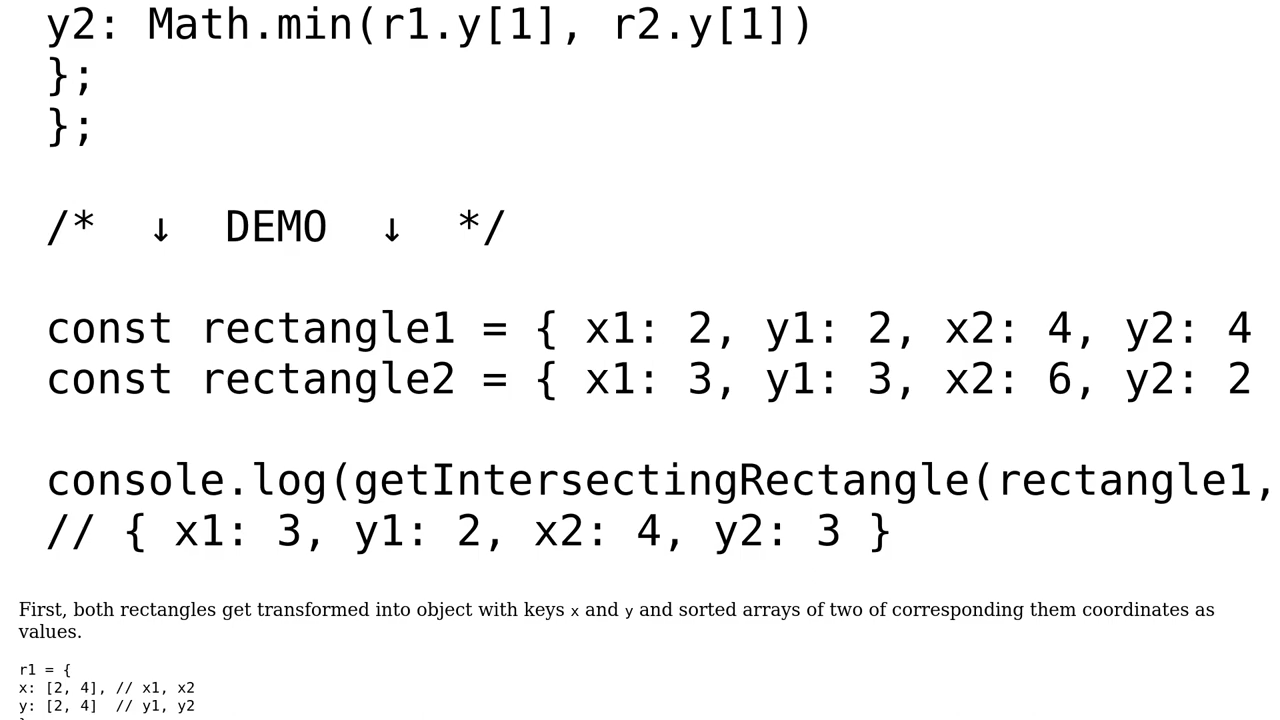 y2: Math.min(r1.y[1], r2.y[1])
};
};
/*  ↓  DEMO  ↓  */
const rectangle1 = { x1: 2, y1: 2, x2: 4, y2: 4
const rectangle2 = { x1: 3, y1: 3, x2: 6, y2: 2
console.log(getIntersectingRectangle(rectangle1,
// { x1: 3, y1: 2, x2: 4, y2: 3 }
First, both rectangles get transformed into object with keys x and y and sorted arrays of two of corresponding them coordinates as
values.
r1 = {
x: [2, 4], // x1, x2
y: [2, 4]  // y1, y2